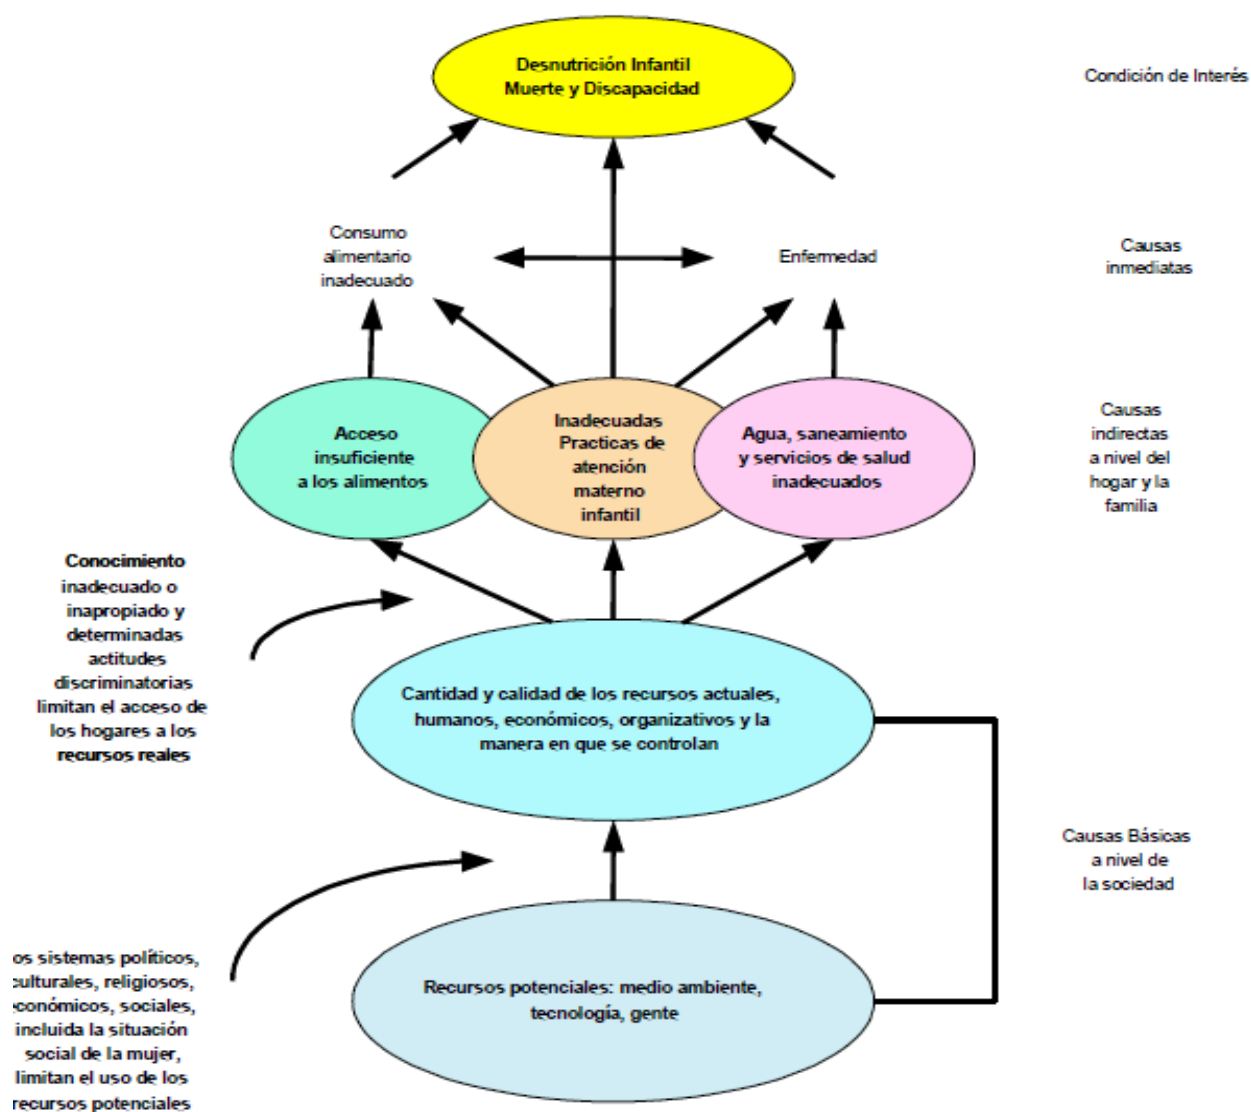 Desnutrición Infantil
Muerte y Discapacidad
Condición de Interés
Consumo
alimentario
inadecuado
Enfermedad
Causas
inmediatas
Acceso
insuficiente
a los alimentos
Inadecuadas
Practicas de
atención
materno
infantil
Agua, saneamiento
y servicios de salud
inadecuados
Causas
indirectas
a nivel del
hogar y la
familia
Conocimiento
inadecuado o
inapropiado y
determinadas
actitudes
discriminatorias
limitan el acceso de
los hogares a los
recursos reales
Cantidad y calidad de los recursos actuales,
humanos, económicos, organizativos y la
manera en que se controlan
Causas Básicas
a nivel de
la sociedad
os sistemas políticos,
culturales, religiosos,
económicos, sociales,
incluida la situación
social de la mujer,
limitan el uso de los
recursos potenciales
Recursos potenciales: medio ambiente,
tecnología, gente